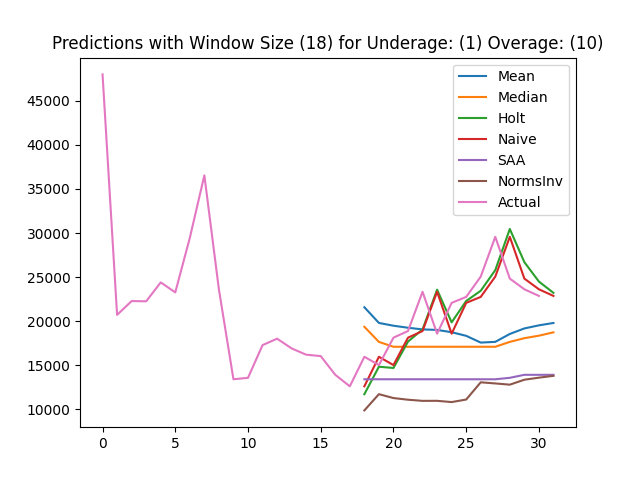 Predictions with Window Size (18) for Underage: (1) Overage: (10)
Mean
Median
Holt
Naive
SAA
NormsInv
Actual
45000
40000
35000
30000
25000
20000
15000
10000
0 5 10 15 20 25 30